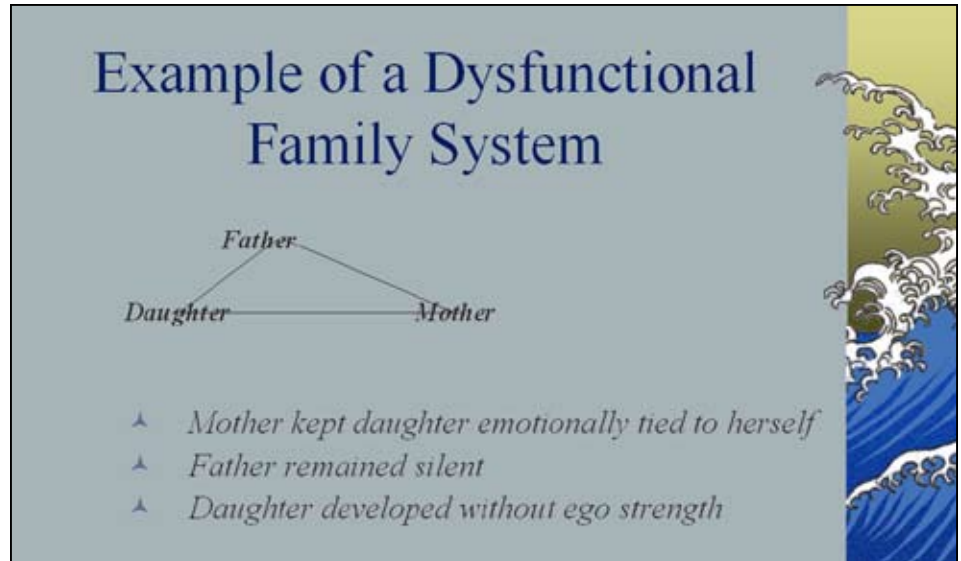 Example of a Dysfunctional
Family System
Father
Daughter Mother
Mother kept daughter emotionally tied to herself
Father remained silent
Daughter developed without ego strength